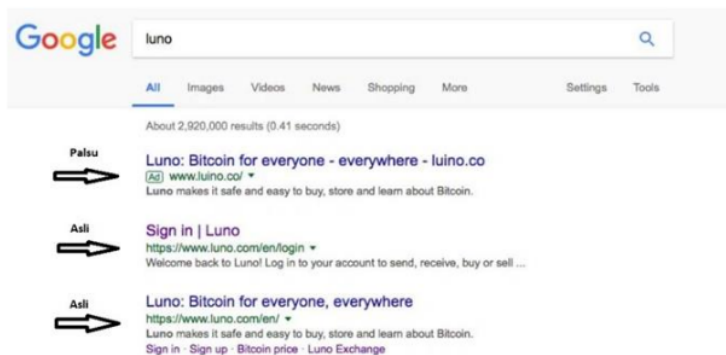 Google luno
All Images Videos News Shopping More Settings Tools
About 2,920,000 results (0.41 seconds)
Palsu
Luno: Bitcoin for everyone - everywhere - luino.co
Ad www.luino.co/
Luno makes it safe and easy to buy, store and learn about Bitcoin.
Asli
Sign in | Luno
https://www.luno.com/en/login
Welcome back to Luno! Log in to your account to send, receive, buy or sell ...
Asli
Luno: Bitcoin for everyone, everywhere
https://www.luno.com/en/
Luno makes it safe and easy to buy, store and learn about Bitcoin.
Sign in · Sign up · Bitcoin price · Luno Exchange